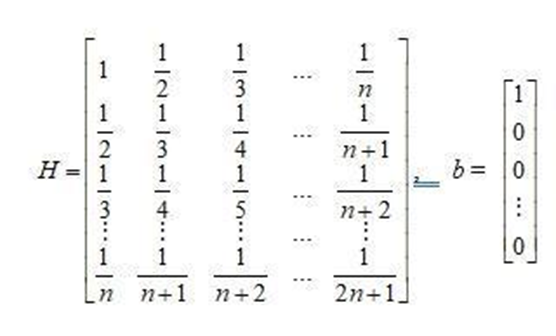 H = [ 1 1/2 1/3 ... 1/n
1/2 1/3 1/4 ... 1/(n+1)
1/3 1/4 1/5 ... 1/(n+2)
⋮ ⋮ ⋮ ... ⋮
1/n 1/(n+1) 1/(n+2) ... 1/(2n+1) ] , b = [ 1
0
0
⋮
0 ]